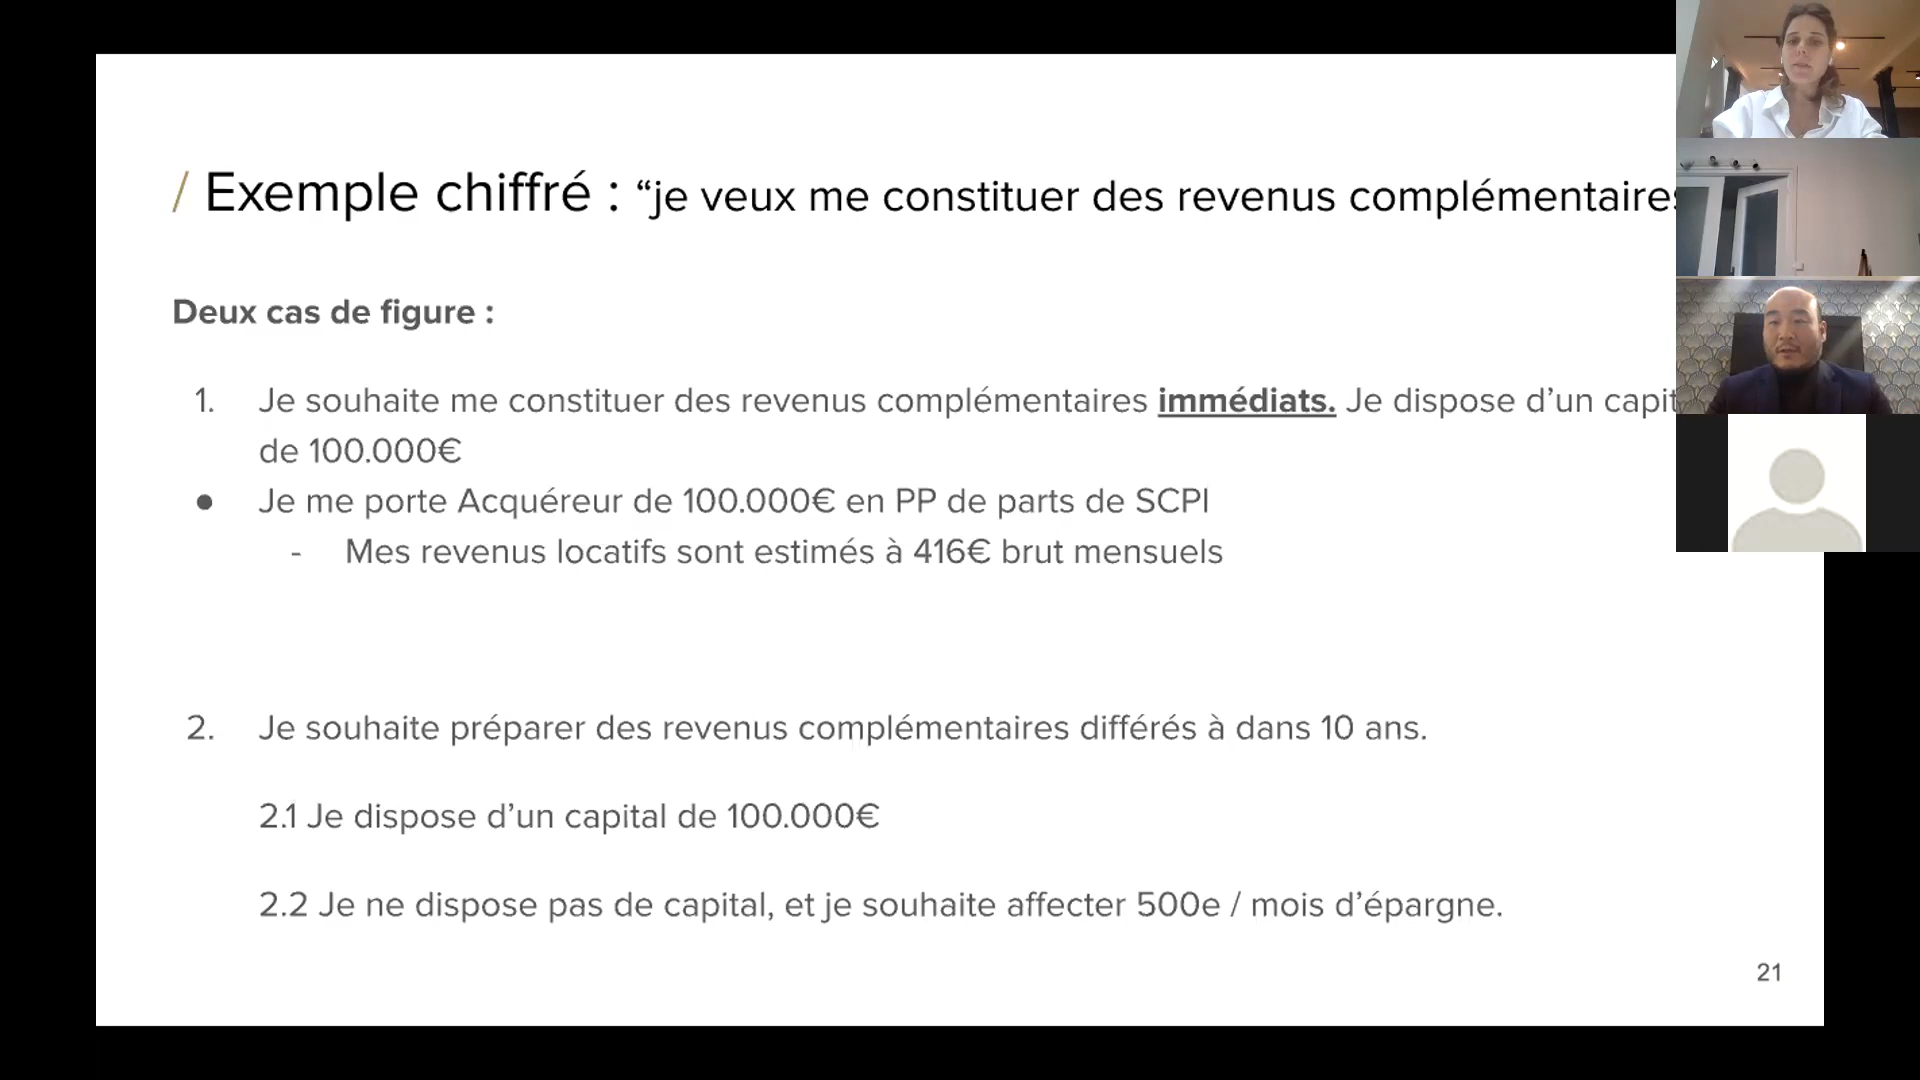 / Exemple chiffré : “je veux me constituer des revenus complémentaires
Deux cas de figure :
1. Je souhaite me constituer des revenus complémentaires immédiats. Je dispose d’un capit
de 100.000€
● Je me porte Acquéreur de 100.000€ en PP de parts de SCPI
- Mes revenus locatifs sont estimés à 416€ brut mensuels
2. Je souhaite préparer des revenus complémentaires différés à dans 10 ans.
2.1 Je dispose d’un capital de 100.000€
2.2 Je ne dispose pas de capital, et je souhaite affecter 500e / mois d’épargne.
21